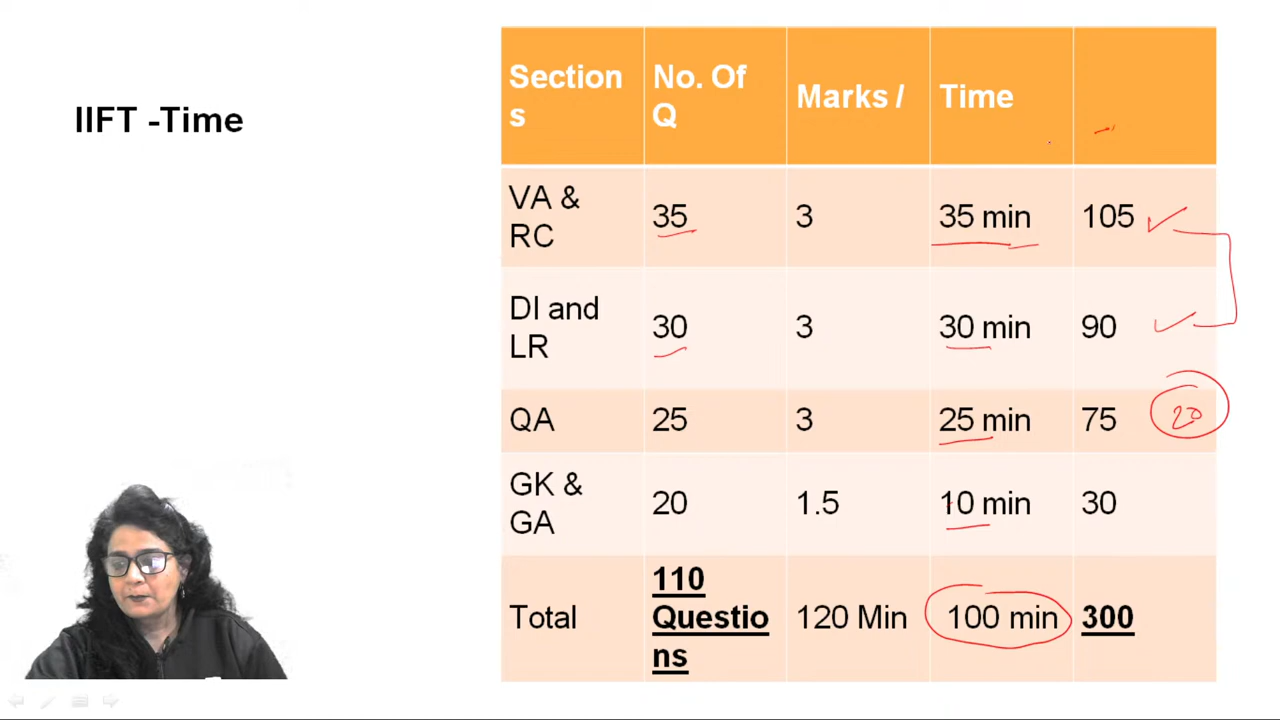 IIFT -Time
Section
s
No. Of
Q
Marks /
Time
VA &
RC
35
3
35 min
105
DI and
LR
30
3
30 min
90
QA
25
3
25 min
75
20
GK &
GA
20
1.5
10 min
30
Total
110
Questio
ns
120 Min
100 min
300